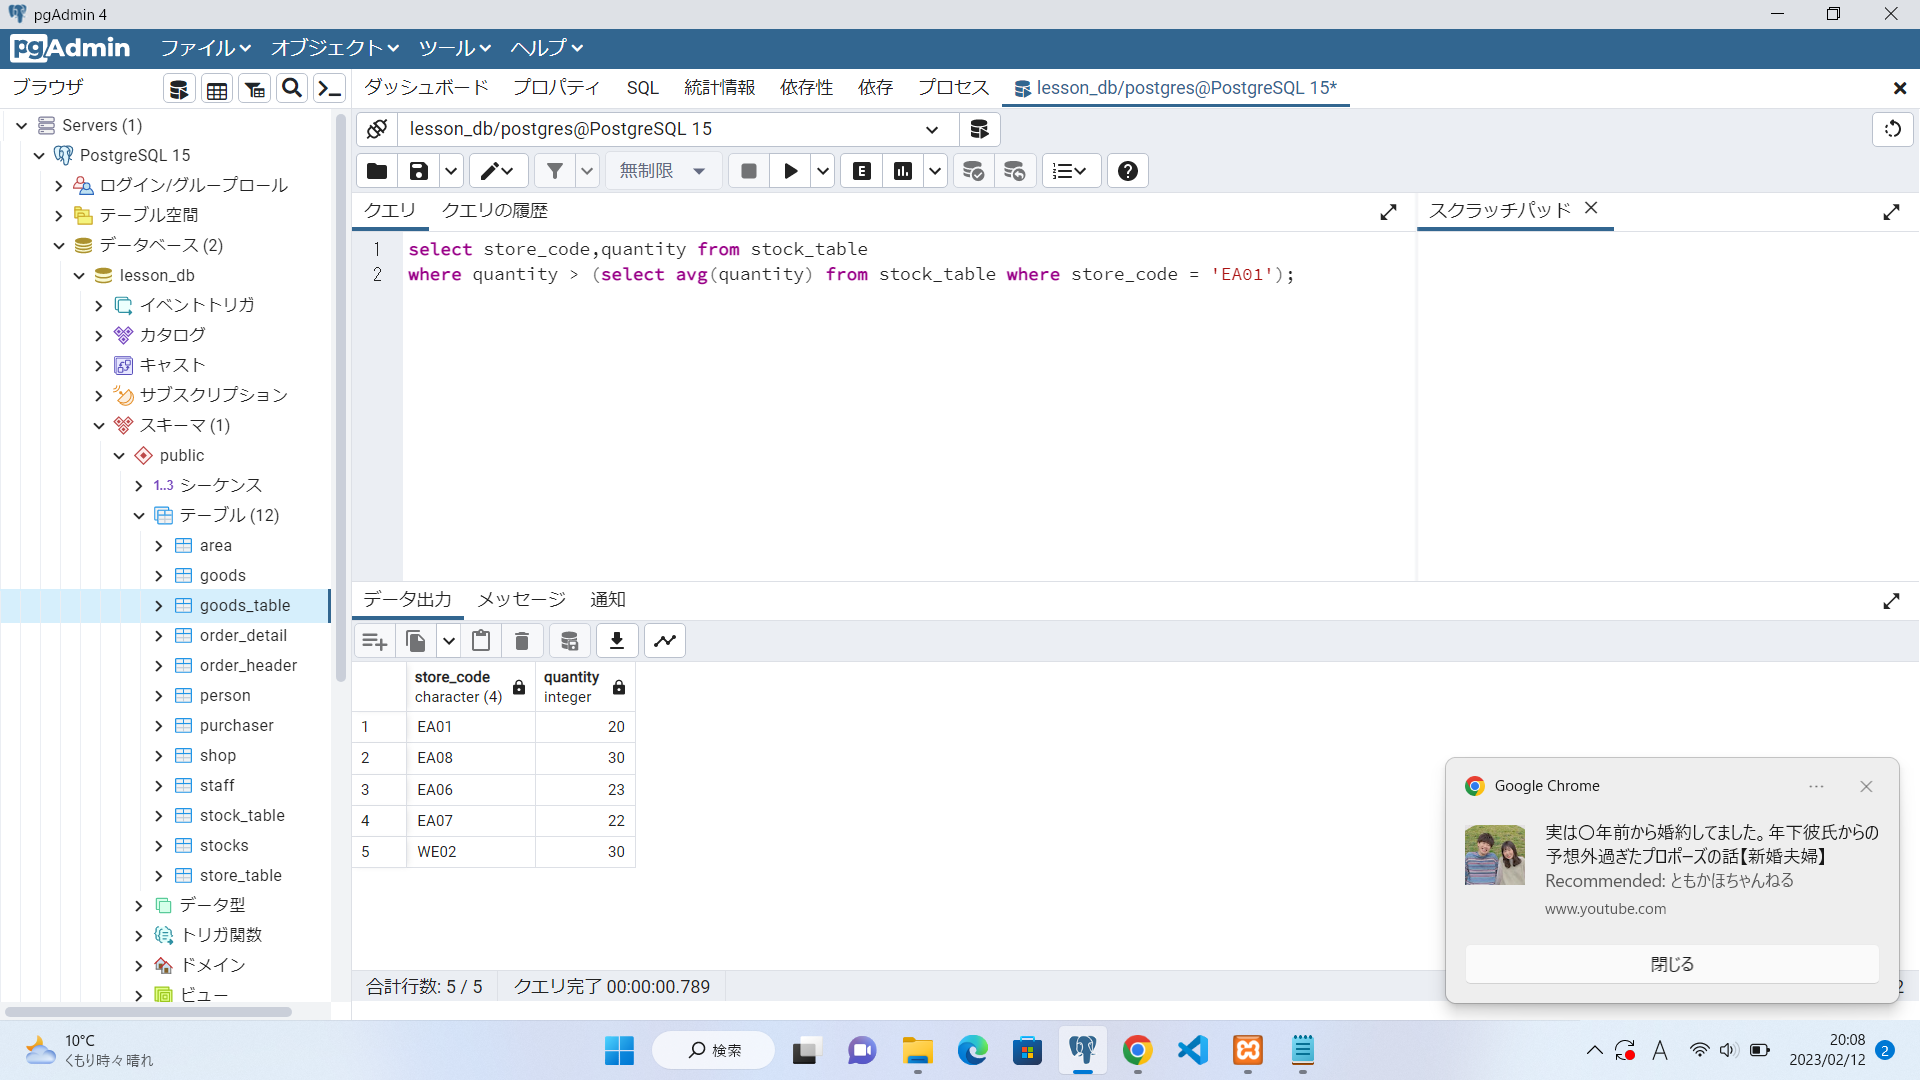 pgAdmin 4
pgAdmin ファイル オブジェクト ツール ヘルプ
ブラウザ
ダッシュボード プロパティ SQL 統計情報 依存性 依存 プロセス lesson_db/postgres@PostgreSQL 15*
Servers (1)
PostgreSQL 15
ログイン/グループロール
テーブル空間
データベース (2)
lesson_db
イベントトリガ
カタログ
キャスト
サブスクリプション
スキーマ (1)
public
1..3 シーケンス
テーブル (12)
area
goods
goods_table
order_detail
order_header
person
purchaser
shop
staff
stock_table
stocks
store_table
データ型
トリガ関数
ドメイン
ビュー
lesson_db/postgres@PostgreSQL 15
無制限 E
クエリ クエリの履歴
スクラッチパッド
1 select store_code,quantity from stock_table
2 where quantity > (select avg(quantity) from stock_table where store_code = 'EA01');
データ出力 メッセージ 通知
store_code character (4) quantity integer
1 EA01 20
2 EA08 30
3 EA06 23
4 EA07 22
5 WE02 30
合計行数: 5 / 5 クエリ完了 00:00:00.789
2
Google Chrome
実は〇年前から婚約してました。年下彼氏からの
予想外過ぎたプロポーズの話【新婚夫婦】
Recommended: ともかほちゃんねる
www.youtube.com
閉じる
10°C
くもり時々晴れ
検索
A
20:08
2023/02/12
2